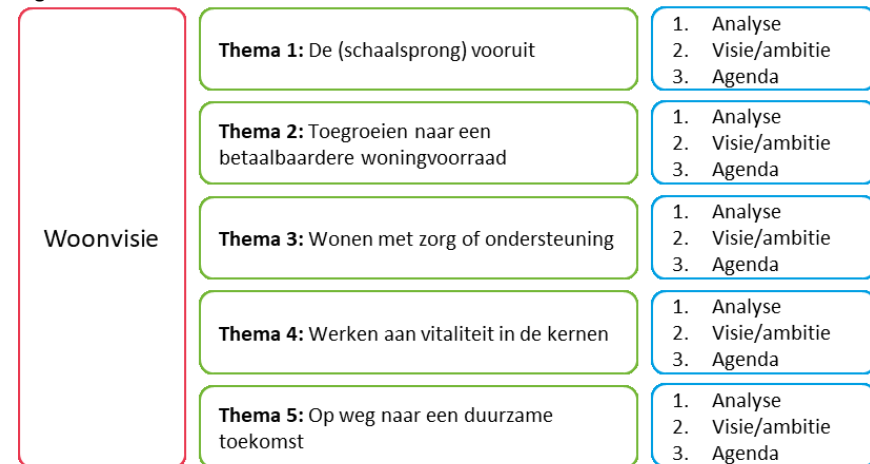 Woonvisie
Thema 1: De (schaalsprong) vooruit
1. Analyse
2. Visie/ambitie
3. Agenda
Thema 2: Toegroeien naar een
betaalbaardere woningvoorraad
1. Analyse
2. Visie/ambitie
3. Agenda
Thema 3: Wonen met zorg of ondersteuning
1. Analyse
2. Visie/ambitie
3. Agenda
Thema 4: Werken aan vitaliteit in de kernen
1. Analyse
2. Visie/ambitie
3. Agenda
Thema 5: Op weg naar een duurzame
toekomst
1. Analyse
2. Visie/ambitie
3. Agenda